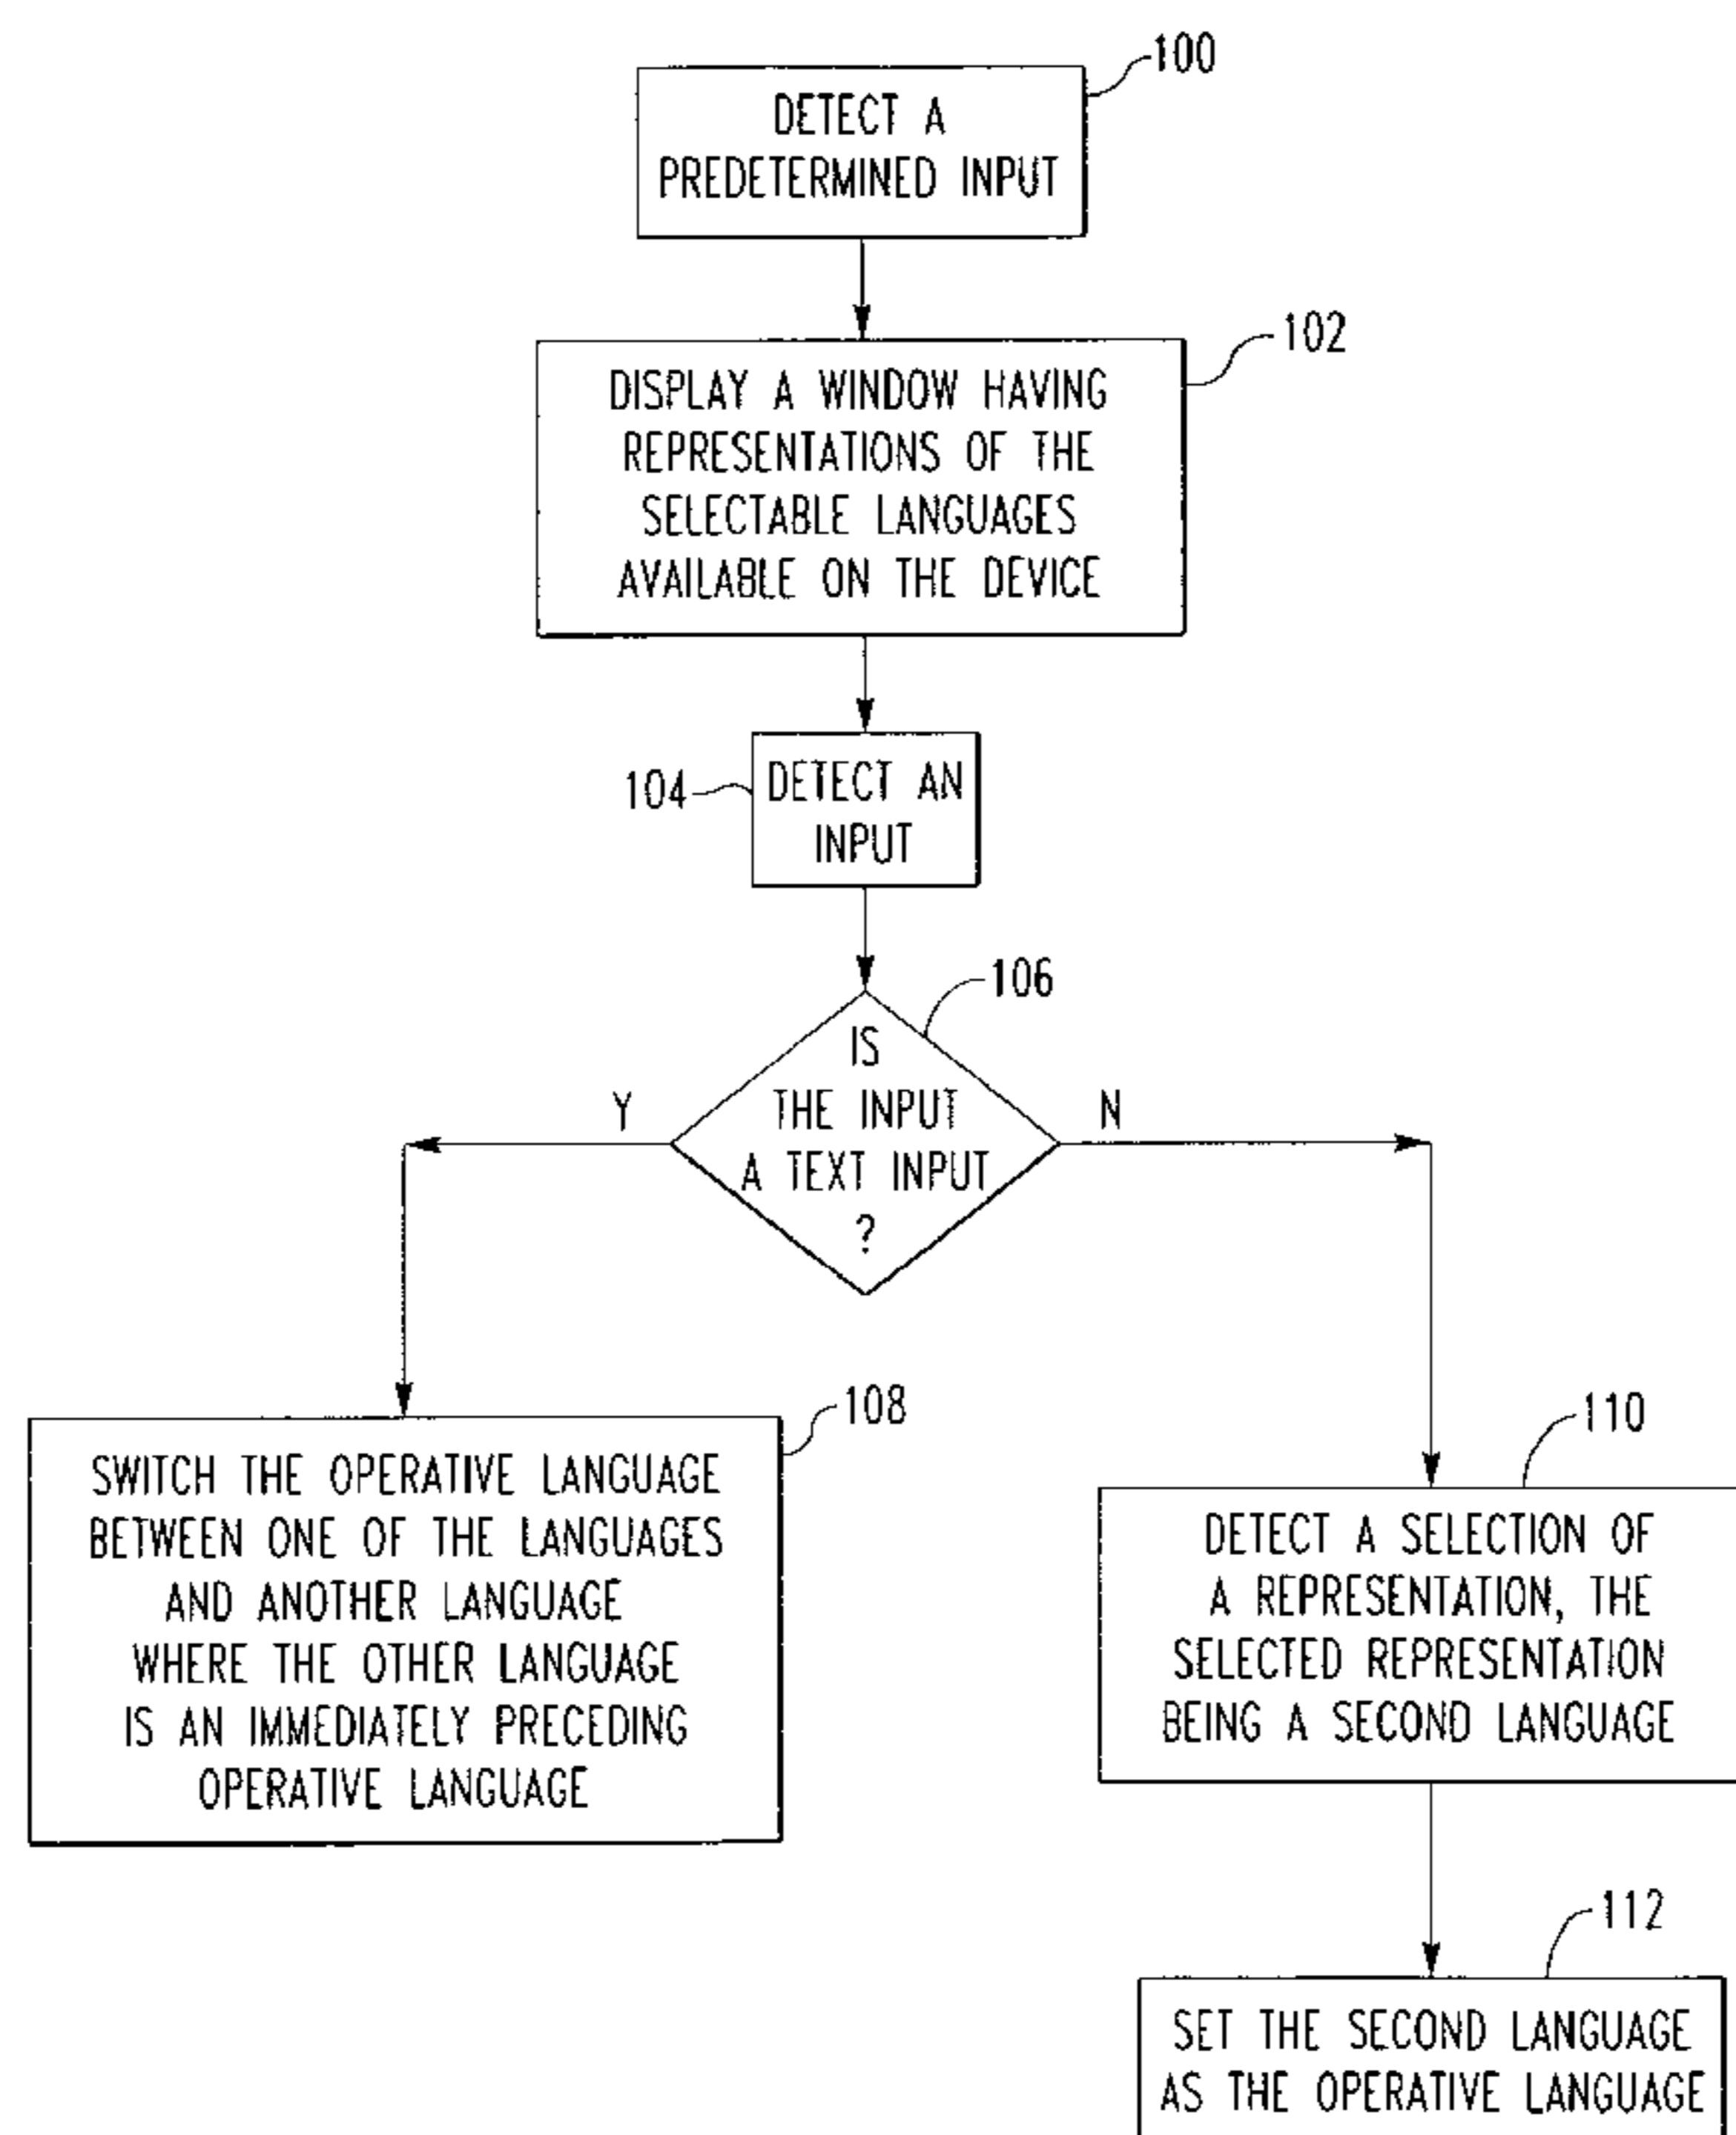 100
DETECT A
PREDETERMINED INPUT
102
DISPLAY A WINDOW HAVING
REPRESENTATIONS OF THE
SELECTABLE LANGUAGES
AVAILABLE ON THE DEVICE
104
DETECT AN
INPUT
106
IS
THE INPUT
A TEXT INPUT
?
Y
N
108
SWITCH THE OPERATIVE LANGUAGE
BETWEEN ONE OF THE LANGUAGES
AND ANOTHER LANGUAGE
WHERE THE OTHER LANGUAGE
IS AN IMMEDIATELY PRECEDING
OPERATIVE LANGUAGE
110
DETECT A SELECTION OF
A REPRESENTATION, THE
SELECTED REPRESENTATION
BEING A SECOND LANGUAGE
112
SET THE SECOND LANGUAGE
AS THE OPERATIVE LANGUAGE